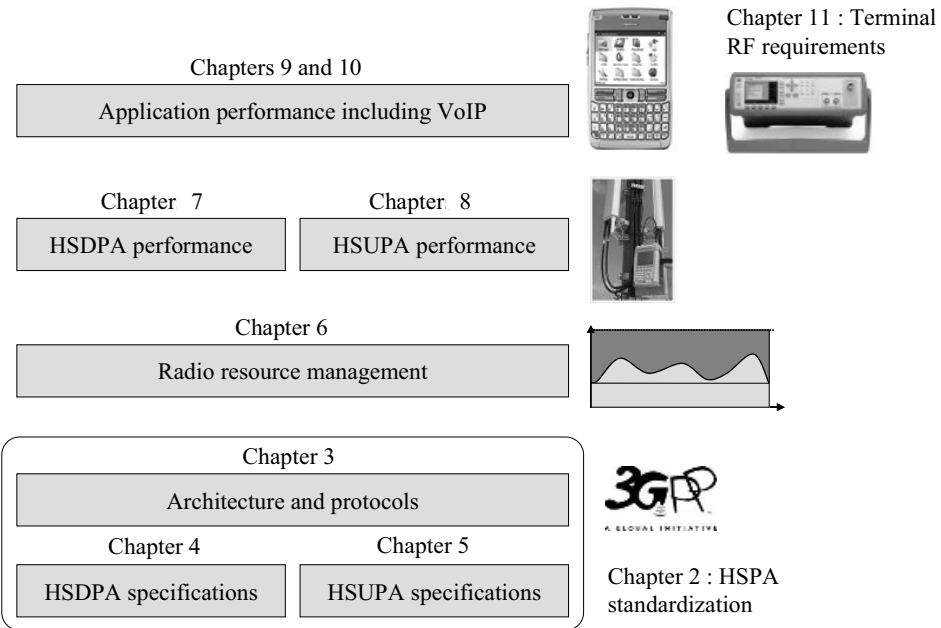 Chapter 11 : Terminal
RF requirements
Chapters 9 and 10
Application performance including VoIP
Chapter 7
Chapter 8
HSDPA performance
HSUPA performance
Chapter 6
Radio resource management
Chapter 3
Architecture and protocols
3GPP
A GLOBAL INITIATIVE
Chapter 4
Chapter 5
HSDPA specifications
HSUPA specifications
Chapter 2 : HSPA
standardization